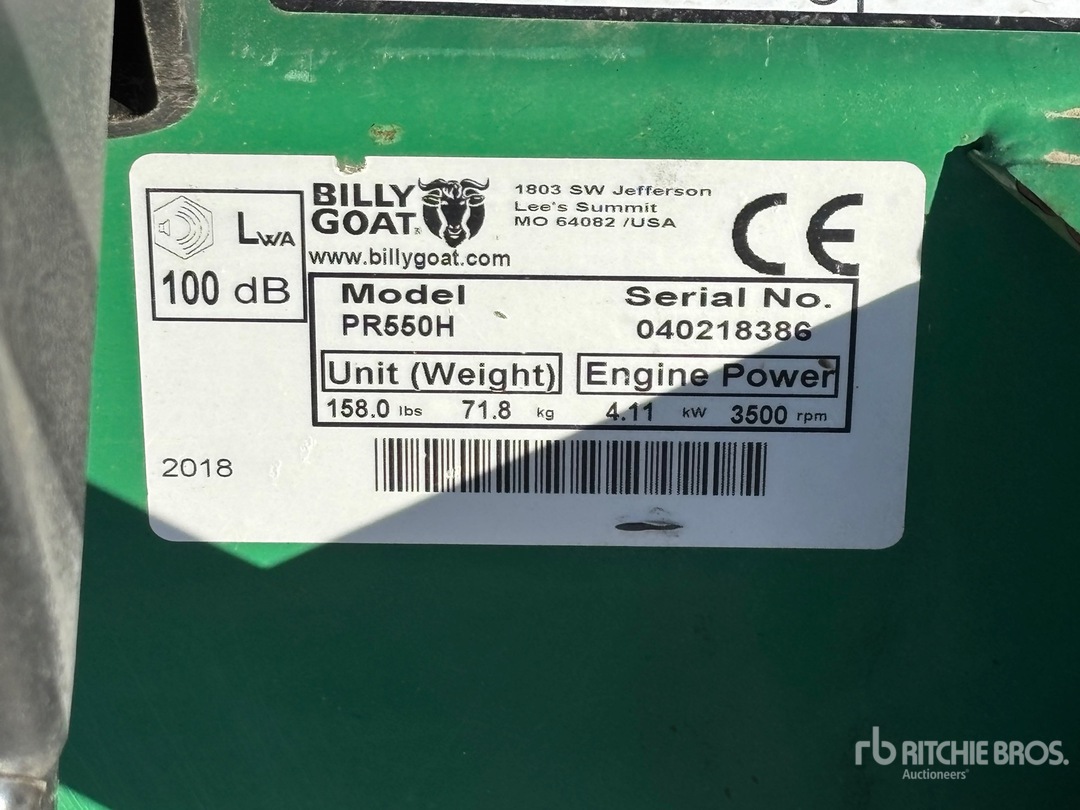 BILLY
GOAT
www.billygoat.com
1803 SW Jefferson
Lee's Summit
MO 64082 /USA
CE
LWA
100 dB
Model Serial No.
PR550H 040218386
Unit (Weight) Engine Power
158.0 lbs 71.8 kg 4.11 kW 3500 rpm
2018
rb RITCHIE BROS.
Auctioneers